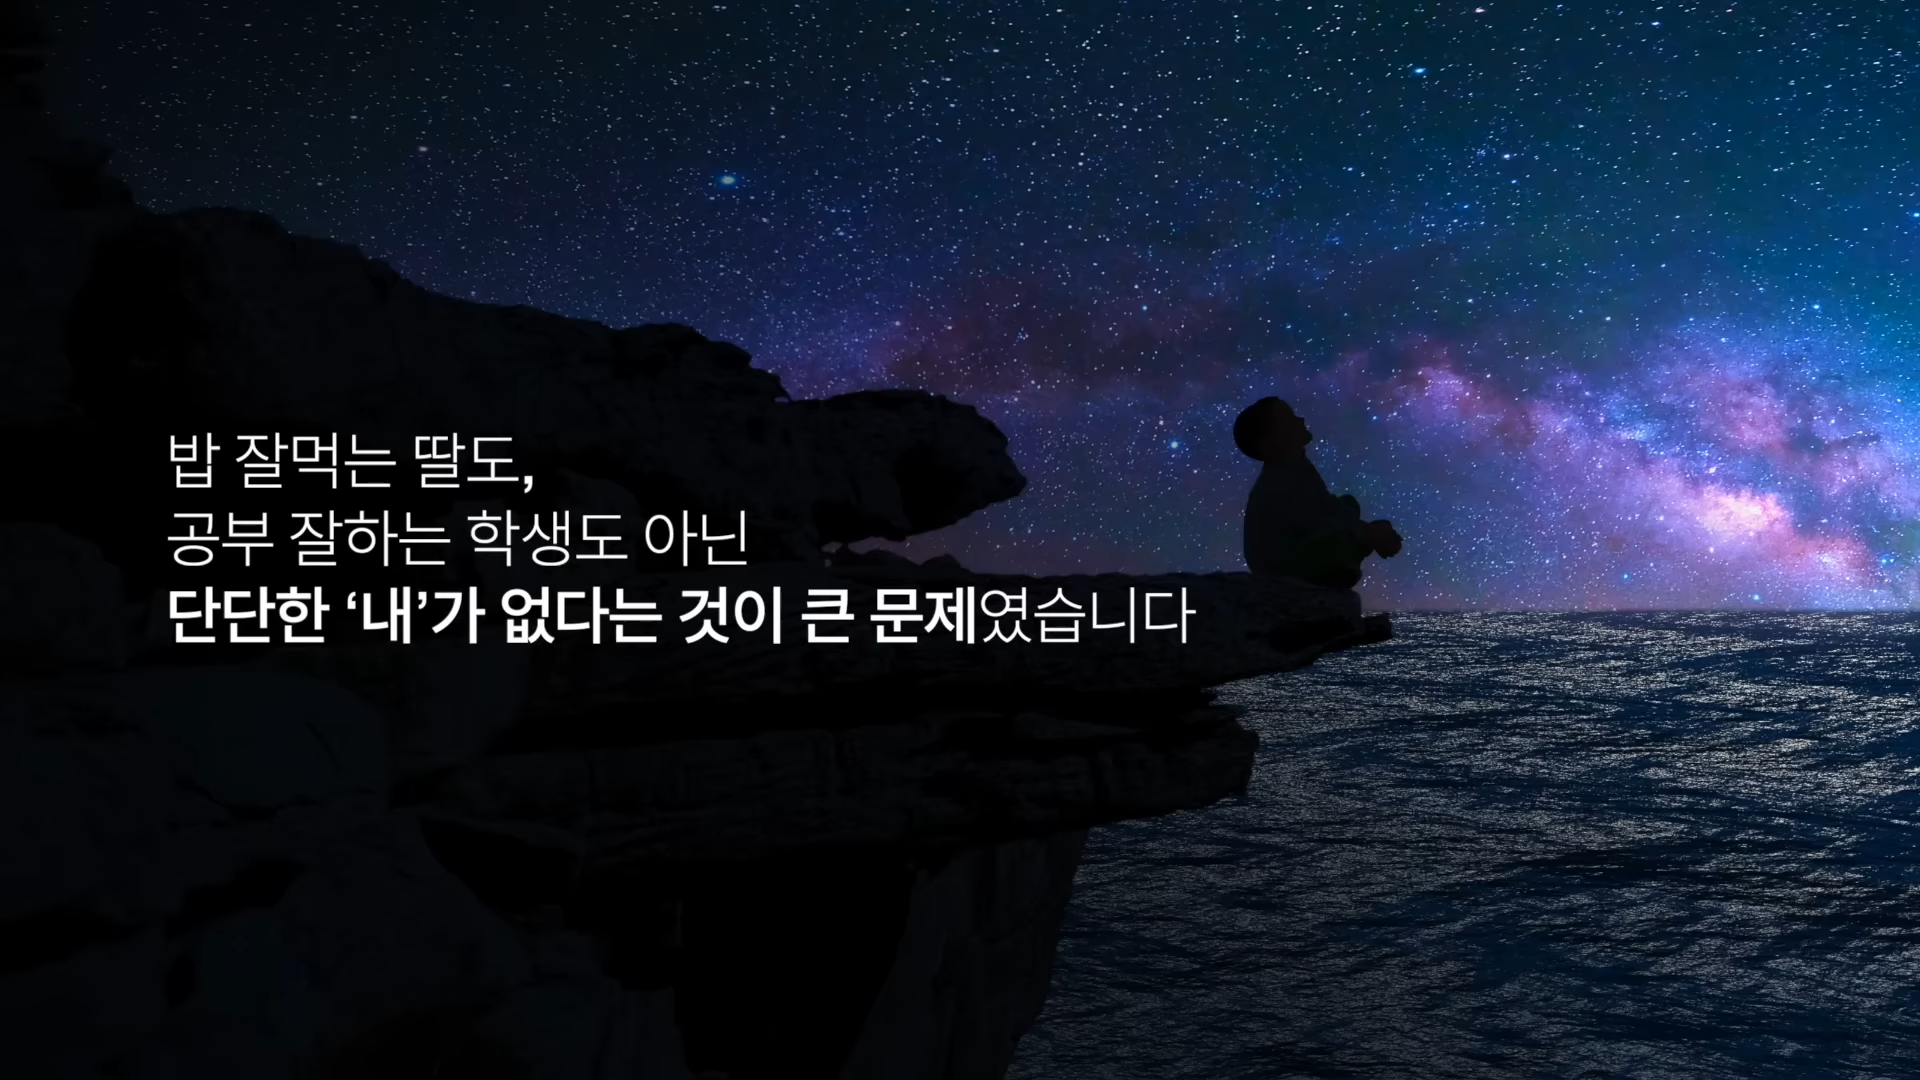 밥 잘먹는 딸도,
공부 잘하는 학생도 아닌
단단한 ‘내’가 없다는 것이 큰 문제였습니다